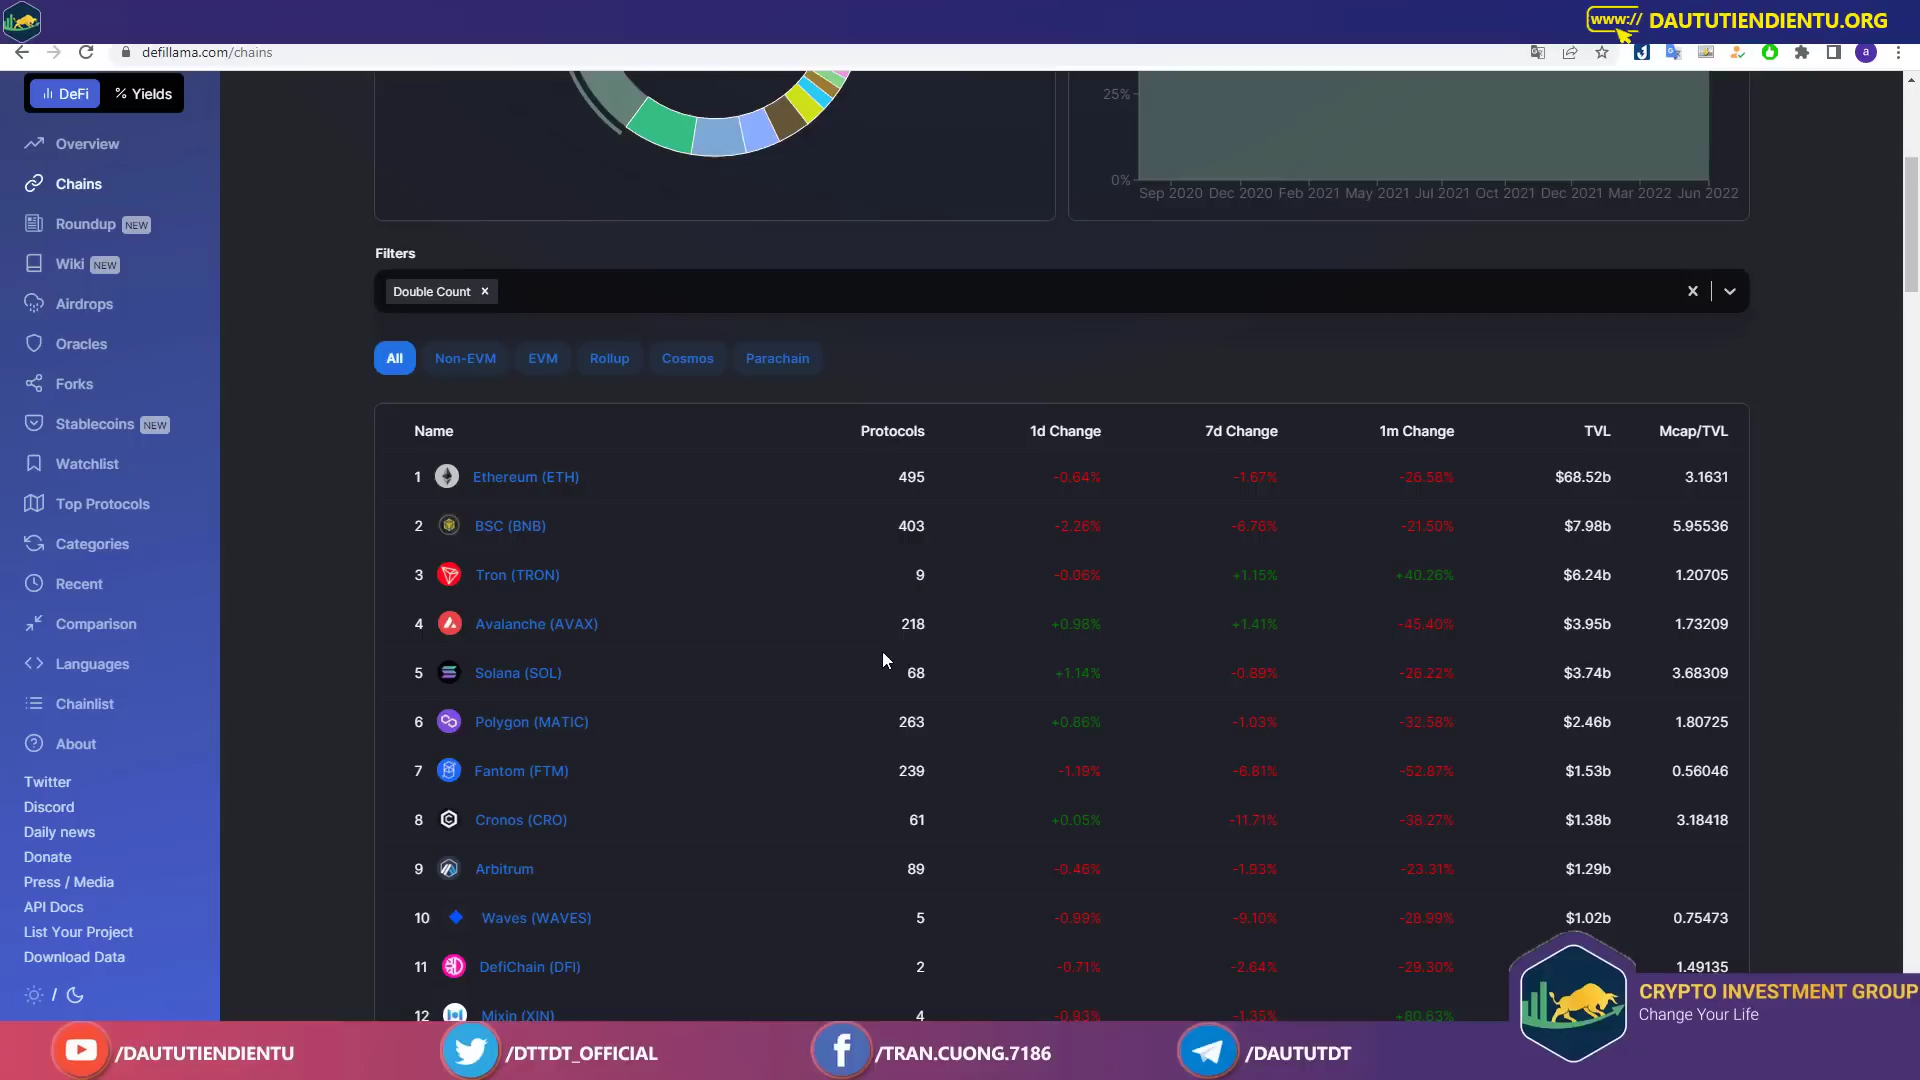 www:// DAUTUTIENDIENTU.ORG
defillama.com/chains
a
DeFi
% Yields
Overview
Chains
Roundup NEW
Wiki NEW
Airdrops
Oracles
Forks
Stablecoins NEW
Watchlist
Top Protocols
Categories
Recent
Comparison
Languages
Chainlist
About
Twitter
Discord
Daily news
Donate
Press / Media
API Docs
List Your Project
Download Data
/
25%
0%
Sep 2020 Dec 2020 Feb 2021 May 2021 Jul 2021 Oct 2021 Dec 2021 Mar 2022 Jun 2022
Filters
Double Count ×
All Non-EVM EVM Rollup Cosmos Parachain
Name Protocols 1d Change 7d Change 1m Change TVL Mcap/TVL
1 Ethereum (ETH) 495 -0.64% -1.67% -26.58% $68.52b 3.1631
2 BSC (BNB) 403 -2.26% -6.76% -21.50% $7.98b 5.95536
3 Tron (TRON) 9 -0.06% +1.15% +40.26% $6.24b 1.20705
4 Avalanche (AVAX) 218 +0.98% +1.41% -45.40% $3.95b 1.73209
5 Solana (SOL) 68 +1.14% -0.89% -26.22% $3.74b 3.68309
6 Polygon (MATIC) 263 +0.86% -1.03% -32.58% $2.46b 1.80725
7 Fantom (FTM) 239 -1.19% -6.81% -52.87% $1.53b 0.56046
8 Cronos (CRO) 61 +0.05% -11.71% -38.27% $1.38b 3.18418
9 Arbitrum 89 -0.46% -1.93% -23.31% $1.29b
10 Waves (WAVES) 5 -0.99% -9.10% -28.99% $1.02b 0.75473
11 DefiChain (DFI) 2 -0.71% -2.64% -29.30% 1.49135
12 Mixin (XIN) 4 -0.93% -1.35% +80.63%
CRYPTO INVESTMENT GROUP
Change Your Life
/DAUTUTIENDIENTU
/DTTDT_OFFICIAL
/TRAN.CUONG.7186
/DAUTUTDT